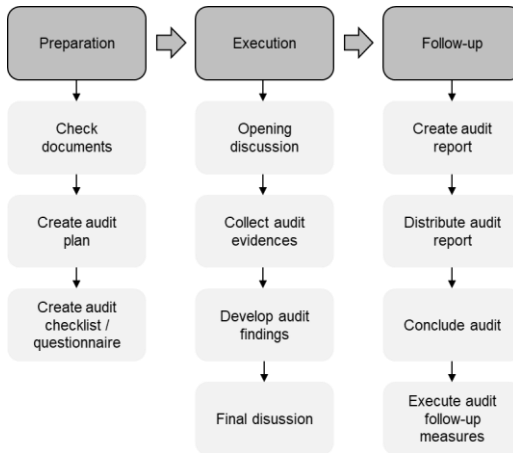 Preparation
Execution
Follow-up
Check
documents
Create audit
plan
Create audit
checklist /
questionnaire
Opening
discussion
Collect audit
evidences
Develop audit
findings
Final disussion
Create audit
report
Distribute audit
report
Conclude audit
Execute audit
follow-up
measures